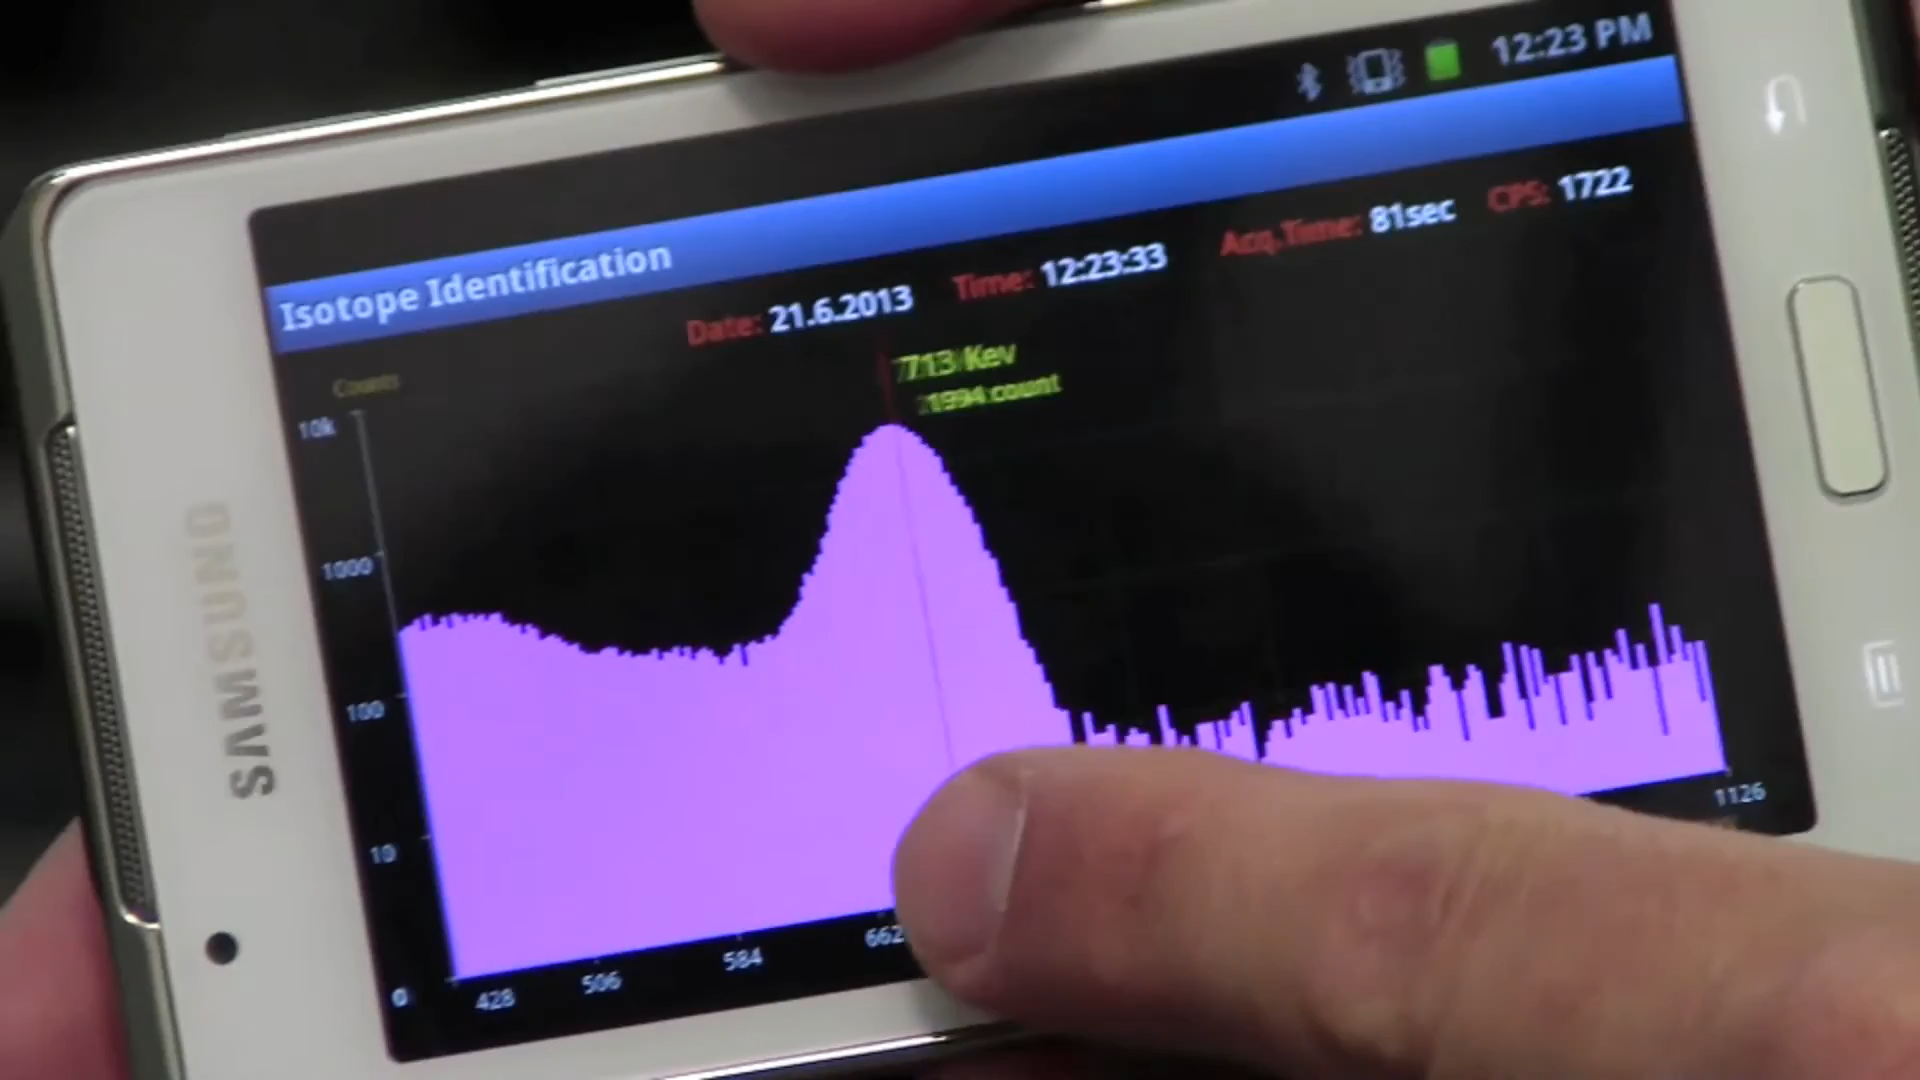 12:23 PM
Isotope Identification
Date: 21.6.2013 Time: 12:23:33 Acq.Time: 81sec CPS: 1722
713 Kev
1994 count
Counts
10k
1000
100
10
0
428 506 584 662 1126
SAMSUNG